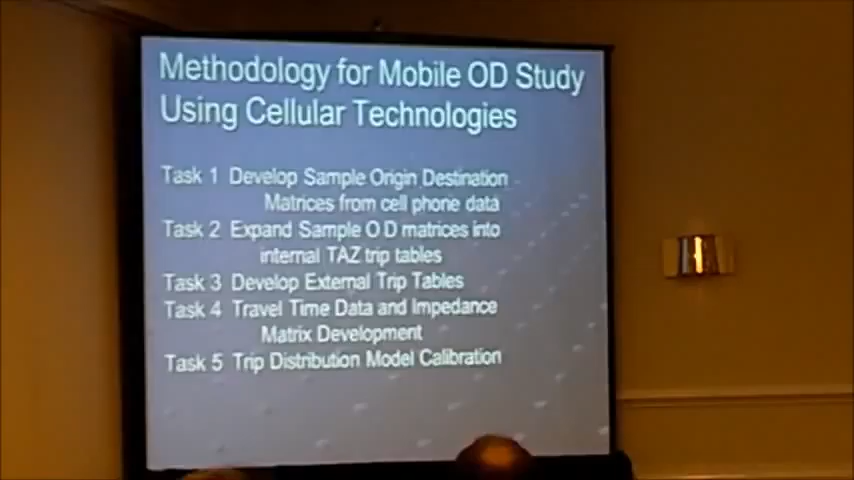 Methodology for Mobile OD Study
Using Cellular Technologies
Task 1 Develop Sample Origin Destination
Matrices from cell phone data
Task 2 Expand Sample O D matrices into
internal TAZ trip tables
Task 3 Develop External Trip Tables
Task 4 Travel Time Data and Impedance
Matrix Development
Task 5 Trip Distribution Model Calibration